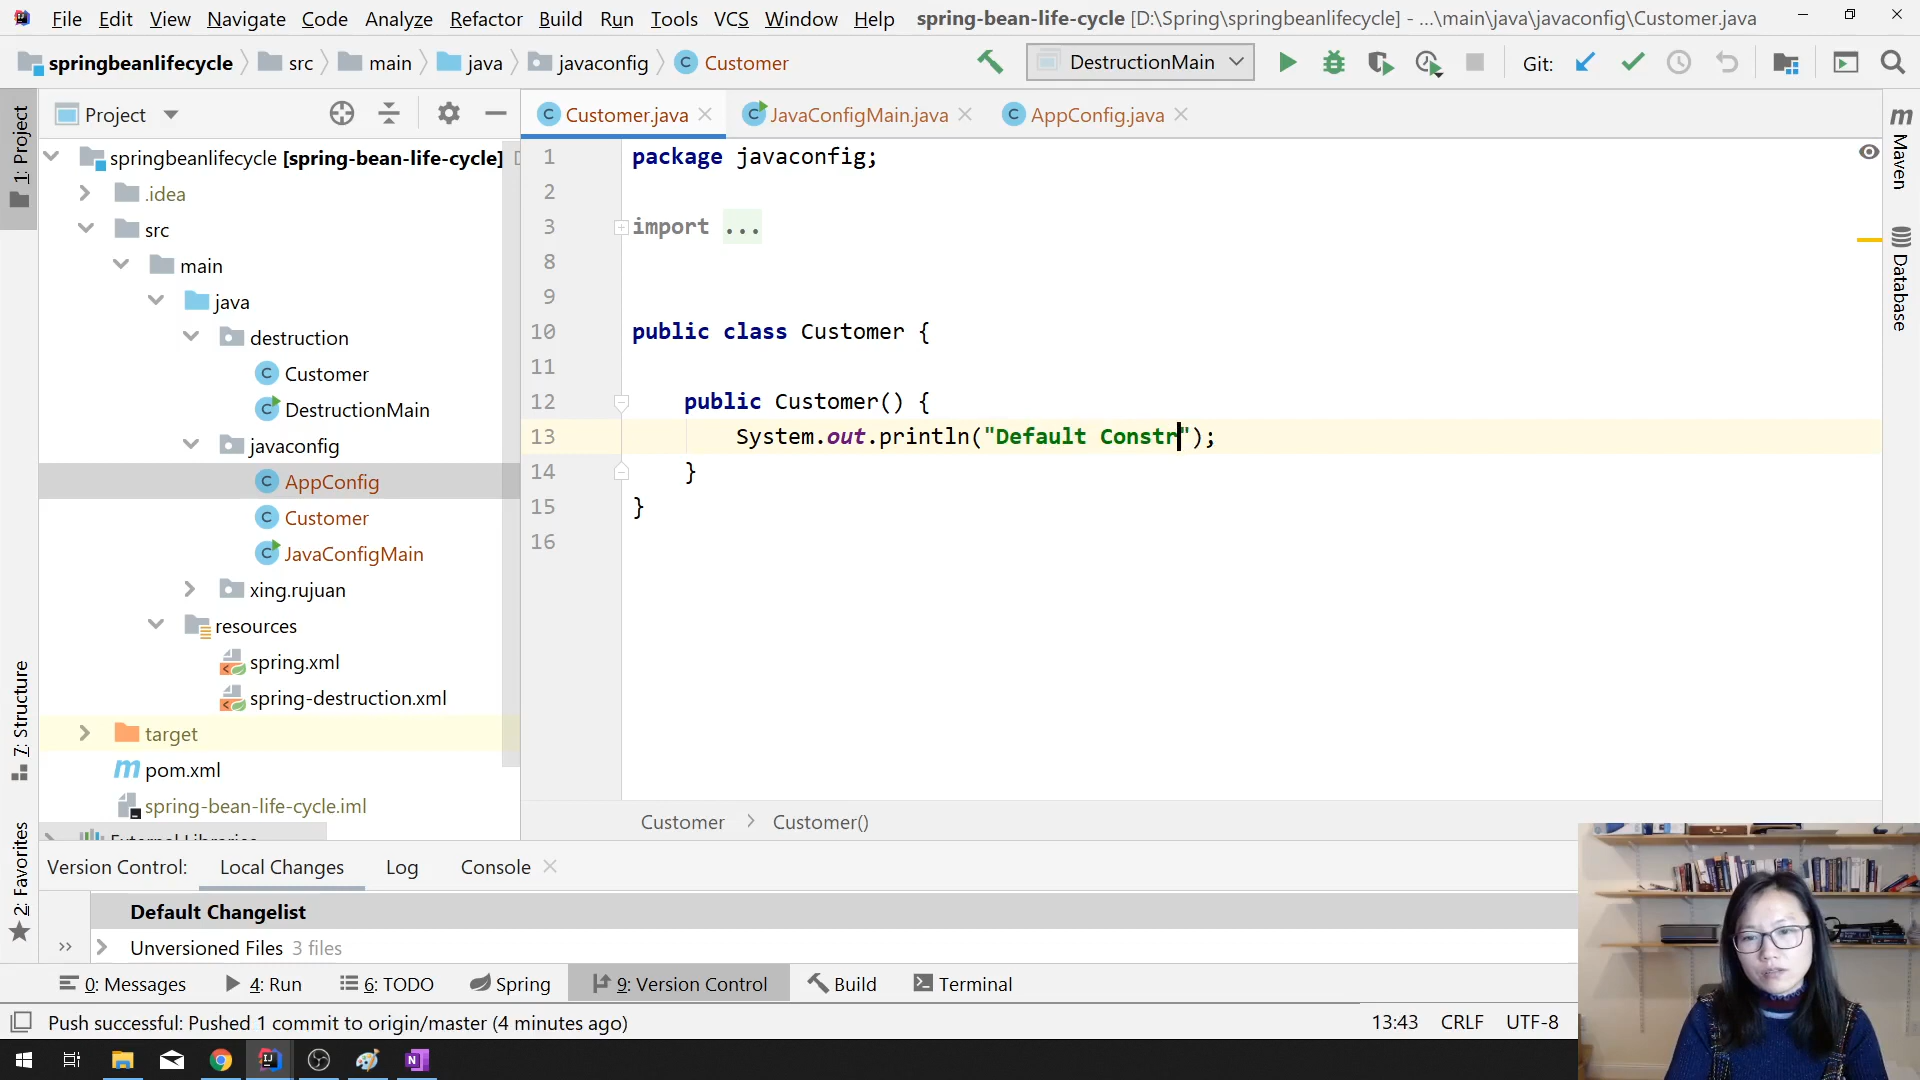 File Edit View Navigate Code Analyze Refactor Build Run Tools VCS Window Help spring-bean-life-cycle [D:\Spring\springbeanlifecycle] - ...\main\java\javaconfig\Customer.java
springbeanlifecycle src main java javaconfig Customer DestructionMain Git:
1: Project
Project
Customer.java JavaConfigMain.java AppConfig.java
springbeanlifecycle [spring-bean-life-cycle]
.idea
src
main
java
destruction
Customer
DestructionMain
javaconfig
AppConfig
Customer
JavaConfigMain
xing.rujuan
resources
spring.xml
spring-destruction.xml
target
pom.xml
spring-bean-life-cycle.iml
1 package javaconfig;
2
3 import ...
8
9
10 public class Customer {
11
12 public Customer() {
13 System.out.println("Default Constr");
14 }
15 }
16
Customer > Customer()
Maven
Database
7: Structure
2: Favorites
Version Control: Local Changes Log Console
Default Changelist
Unversioned Files 3 files
0: Messages 4: Run 6: TODO Spring 9: Version Control Build Terminal
Push successful: Pushed 1 commit to origin/master (4 minutes ago) 13:43 CRLF UTF-8